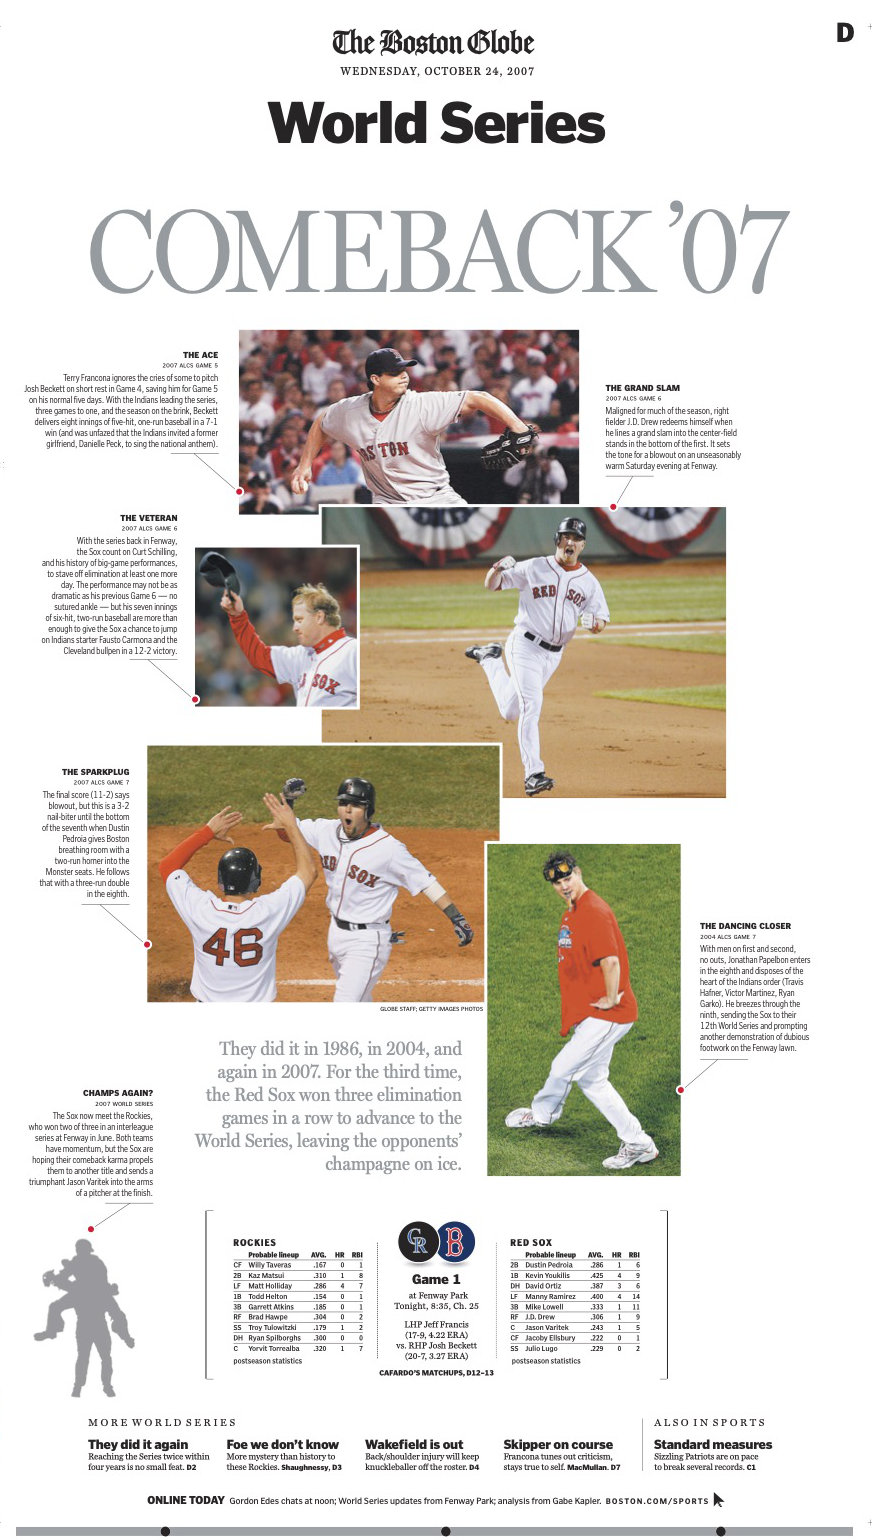 The Boston Globe
D
WEDNESDAY, OCTOBER 24, 2007
World Series
COMEBACK ’07
THE ACE
2007 ALCS GAME 5
Terry Francona ignores the cries of some to pitch
Josh Beckett on short rest in Game 4, saving him for Game 5
on his normal five days. With the Indians leading the series,
three games to one, and the season on the brink, Beckett
delivers eight innings of five-hit, one-run baseball in a 7-1
win (and was unfazed that the Indians invited a former
girlfriend, Danielle Peck, to sing the national anthem).
THE GRAND SLAM
2007 ALCS GAME 6
Maligned for much of the season, right
fielder J.D. Drew redeems himself when
he lines a grand slam into the center-field
stands in the bottom of the first. It sets
the tone for a blowout on an unseasonably
warm Saturday evening at Fenway.
THE VETERAN
2007 ALCS GAME 6
With the series back in Fenway,
the Sox count on Curt Schilling,
and his history of big-game performances,
to stave off elimination at least one more
day. The performance may not be as
dramatic as his previous Game 6 — no
sutured ankle — but his seven innings
of six-hit, two-run baseball are more than
enough to give the Sox a chance to jump
on Indians starter Fausto Carmona and the
Cleveland bullpen in a 12-2 victory.
RED SOX
SOX
THE SPARKPLUG
2007 ALCS GAME 7
The final score (11-2) says
blowout, but this is a 3-2
nail-biter until the bottom
of the seventh when Dustin
Pedroia gives Boston
breathing room with a
two-run homer into the
Monster seats. He follows
that with a three-run double
in the eighth.
SOX
46
GLOBE STAFF; GETTY IMAGES PHOTOS
THE DANCING CLOSER
2004 ALCS GAME 7
With men on first and second,
no outs, Jonathan Papelbon enters
in the eighth and disposes of the
heart of the Indians order (Travis
Hafner, Victor Martinez, Ryan
Garko). He breezes through the
ninth, sending the Sox to their
12th World Series and prompting
another demonstration of dubious
footwork on the Fenway lawn.
They did it in 1986, in 2004, and
again in 2007. For the third time,
the Red Sox won three elimination
games in a row to advance to the
World Series, leaving the opponents’
champagne on ice.
CHAMPS AGAIN?
2007 WORLD SERIES
The Sox now meet the Rockies,
who won two of three in an interleague
series at Fenway in June. Both teams
have momentum, but the Sox are
hoping their comeback karma propels
them to another title and sends a
triumphant Jason Varitek into the arms
of a pitcher at the finish.
ROCKIES
Probable lineup AVG. HR RBI
CF Willy Taveras .167 0 1
2B Kaz Matsui .310 1 8
LF Matt Holliday .286 4 7
1B Todd Helton .154 0 1
3B Garrett Atkins .185 0 1
RF Brad Hawpe .304 0 2
SS Troy Tulowitzki .179 1 2
DH Ryan Spilborghs .300 0 0
C Yorvit Torrealba .320 1 7
postseason statistics
CR B
Game 1
at Fenway Park
Tonight, 8:35, Ch. 25
LHP Jeff Francis
(17-9, 4.22 ERA)
vs. RHP Josh Beckett
(20-7, 3.27 ERA)
CAFARDO’S MATCHUPS, D12–13
RED SOX
Probable lineup AVG. HR RBI
2B Dustin Pedroia .286 1 6
1B Kevin Youkilis .425 4 9
DH David Ortiz .387 3 6
LF Manny Ramirez .400 4 14
3B Mike Lowell .333 1 11
RF J.D. Drew .306 1 9
C Jason Varitek .243 1 5
CF Jacoby Ellsbury .222 0 1
SS Julio Lugo .229 0 2
postseason statistics
MORE WORLD SERIES
They did it again
Reaching the Series twice within
four years is no small feat. D2
Foe we don’t know
More mystery than history to
these Rockies. Shaughnessy, D3
Wakefield is out
Back/shoulder injury will keep
knuckleballer off the roster. D4
Skipper on course
Francona tunes out criticism,
stays true to self. MacMullan. D7
ALSO IN SPORTS
Standard measures
Sizzling Patriots are on pace
to break several records. C1
ONLINE TODAY Gordon Edes chats at noon; World Series updates from Fenway Park; analysis from Gabe Kapler. BOSTON.COM/SPORTS